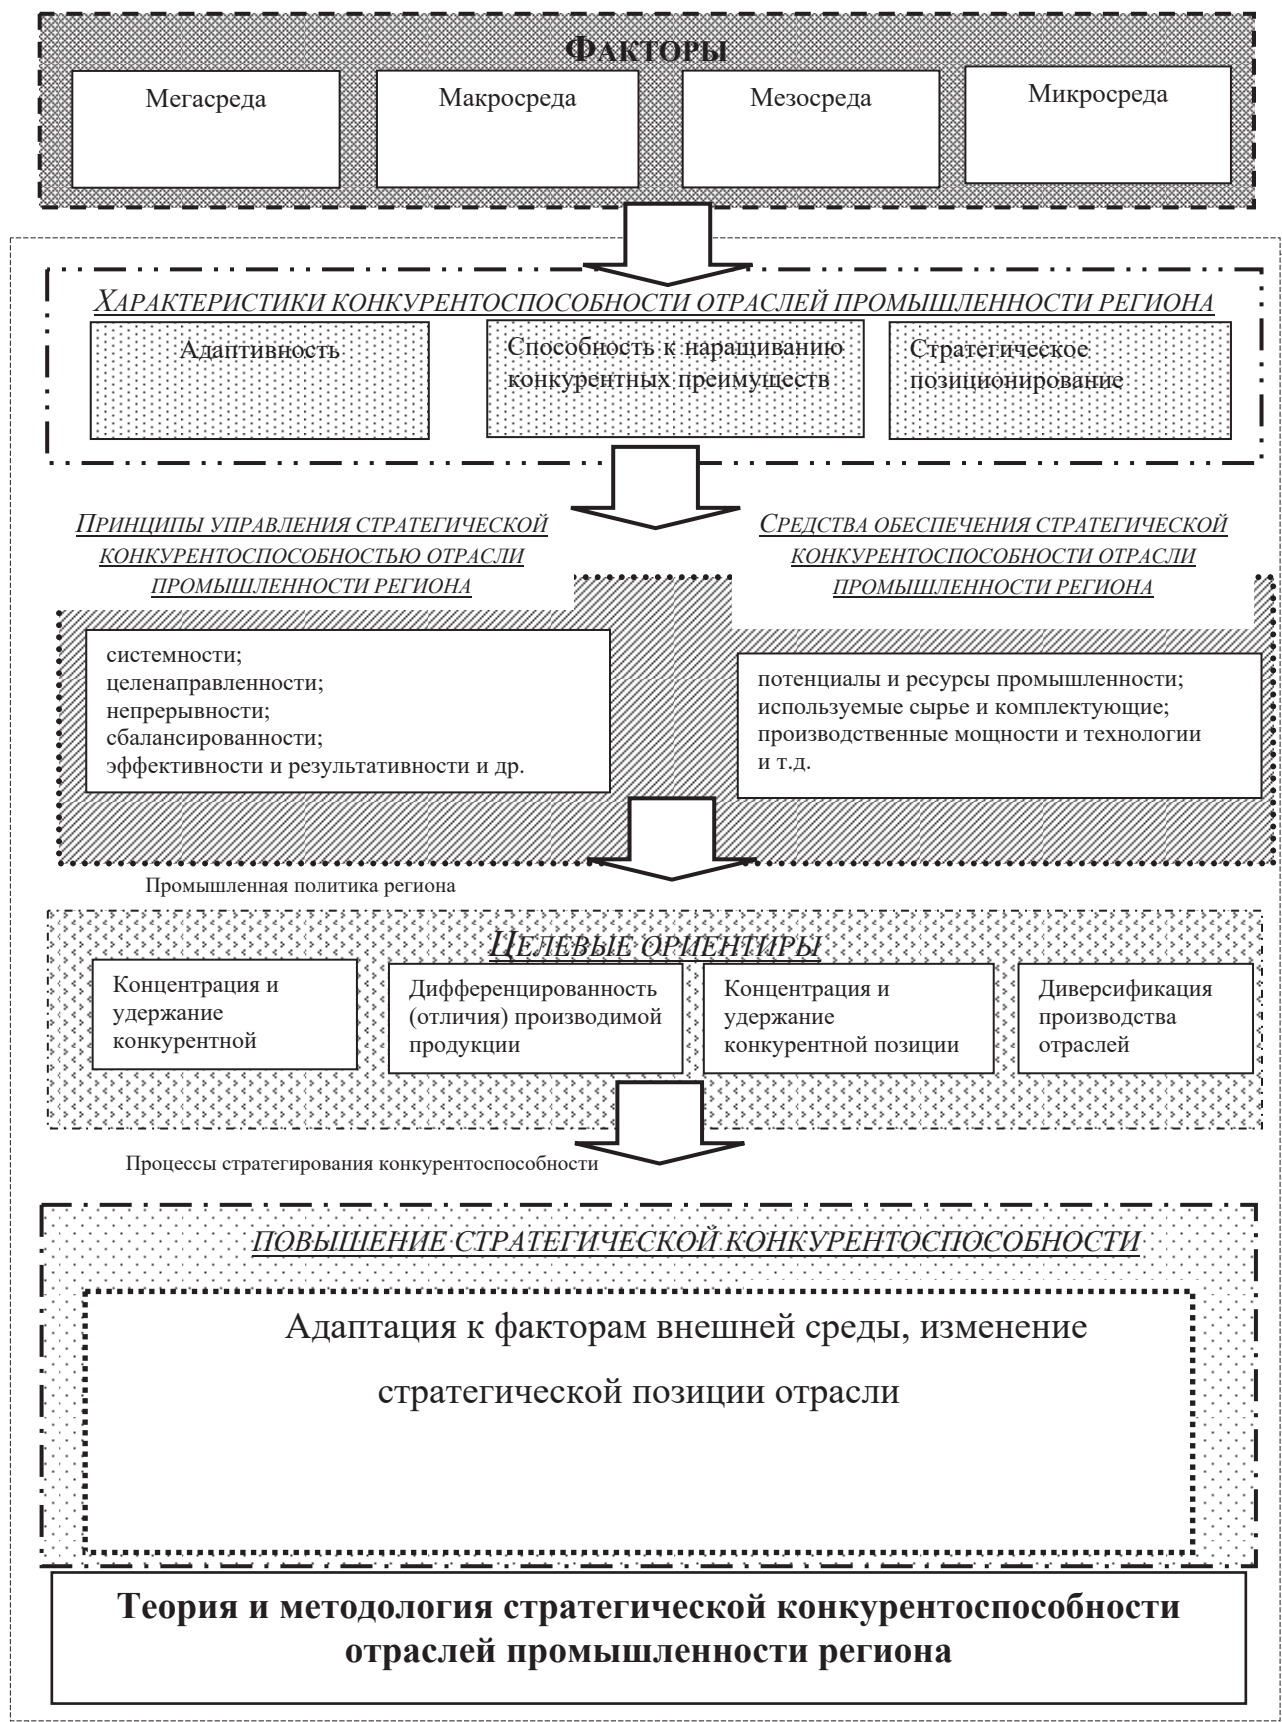 ФАКТОРЫ
Мегасреда
Макросреда
Мезосреда
Микросреда
ХАРАКТЕРИСТИКИ КОНКУРЕНТОСПОСОБНОСТИ ОТРАСЛЕЙ ПРОМЫШЛЕННОСТИ РЕГИОНА
Адаптивность
Способность к наращиванию
конкурентных преимуществ
Стратегическое
позиционирование
ПРИНЦИПЫ УПРАВЛЕНИЯ СТРАТЕГИЧЕСКОЙ
КОНКУРЕНТОСПОСОБНОСТЬЮ ОТРАСЛИ
ПРОМЫШЛЕННОСТИ РЕГИОНА
СРЕДСТВА ОБЕСПЕЧЕНИЯ СТРАТЕГИЧЕСКОЙ
КОНКУРЕНТОСПОСОБНОСТИ ОТРАСЛИ
ПРОМЫШЛЕННОСТИ РЕГИОНА
системности;
целенаправленности;
непрерывности;
сбалансированности;
эффективности и результативности и др.
потенциалы и ресурсы промышленности;
используемые сырье и комплектующие;
производственные мощности и технологии
и т.д.
Промышленная политика региона
ЦЕЛЕВЫЕ ОРИЕНТИРЫ
Концентрация и
удержание
конкурентной
Дифференцированность
(отличия) производимой
продукции
Концентрация и
удержание
конкурентной позиции
Диверсификация
производства
отраслей
Процессы стратегирования конкурентоспособности
ПОВЫШЕНИЕ СТРАТЕГИЧЕСКОЙ КОНКУРЕНТОСПОСОБНОСТИ
Адаптация к факторам внешней среды, изменение
стратегической позиции отрасли
Теория и методология стратегической конкурентоспособности
отраслей промышленности региона